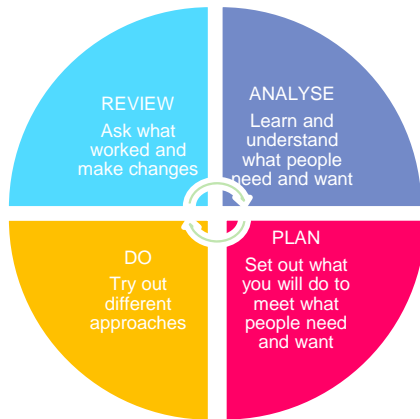 REVIEW
Ask what
worked and
make changes
ANALYSE
Learn and
understand
what people
need and want
DO
Try out
different
approaches
PLAN
Set out what
you will do to
meet what
people need
and want